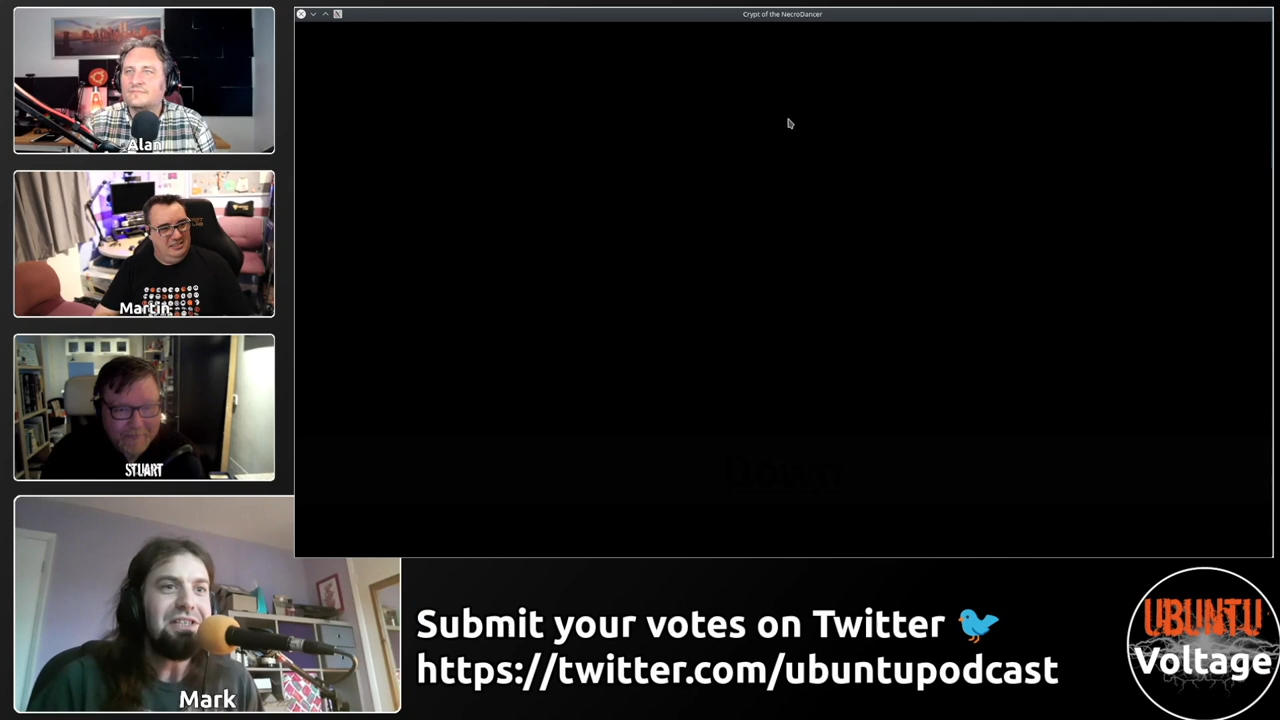 Crypt of the NecroDancer
Alan
Martin
STUART
Mark
Submit your votes on Twitter
https://twitter.com/ubuntupodcast
UBUNTU
Voltage